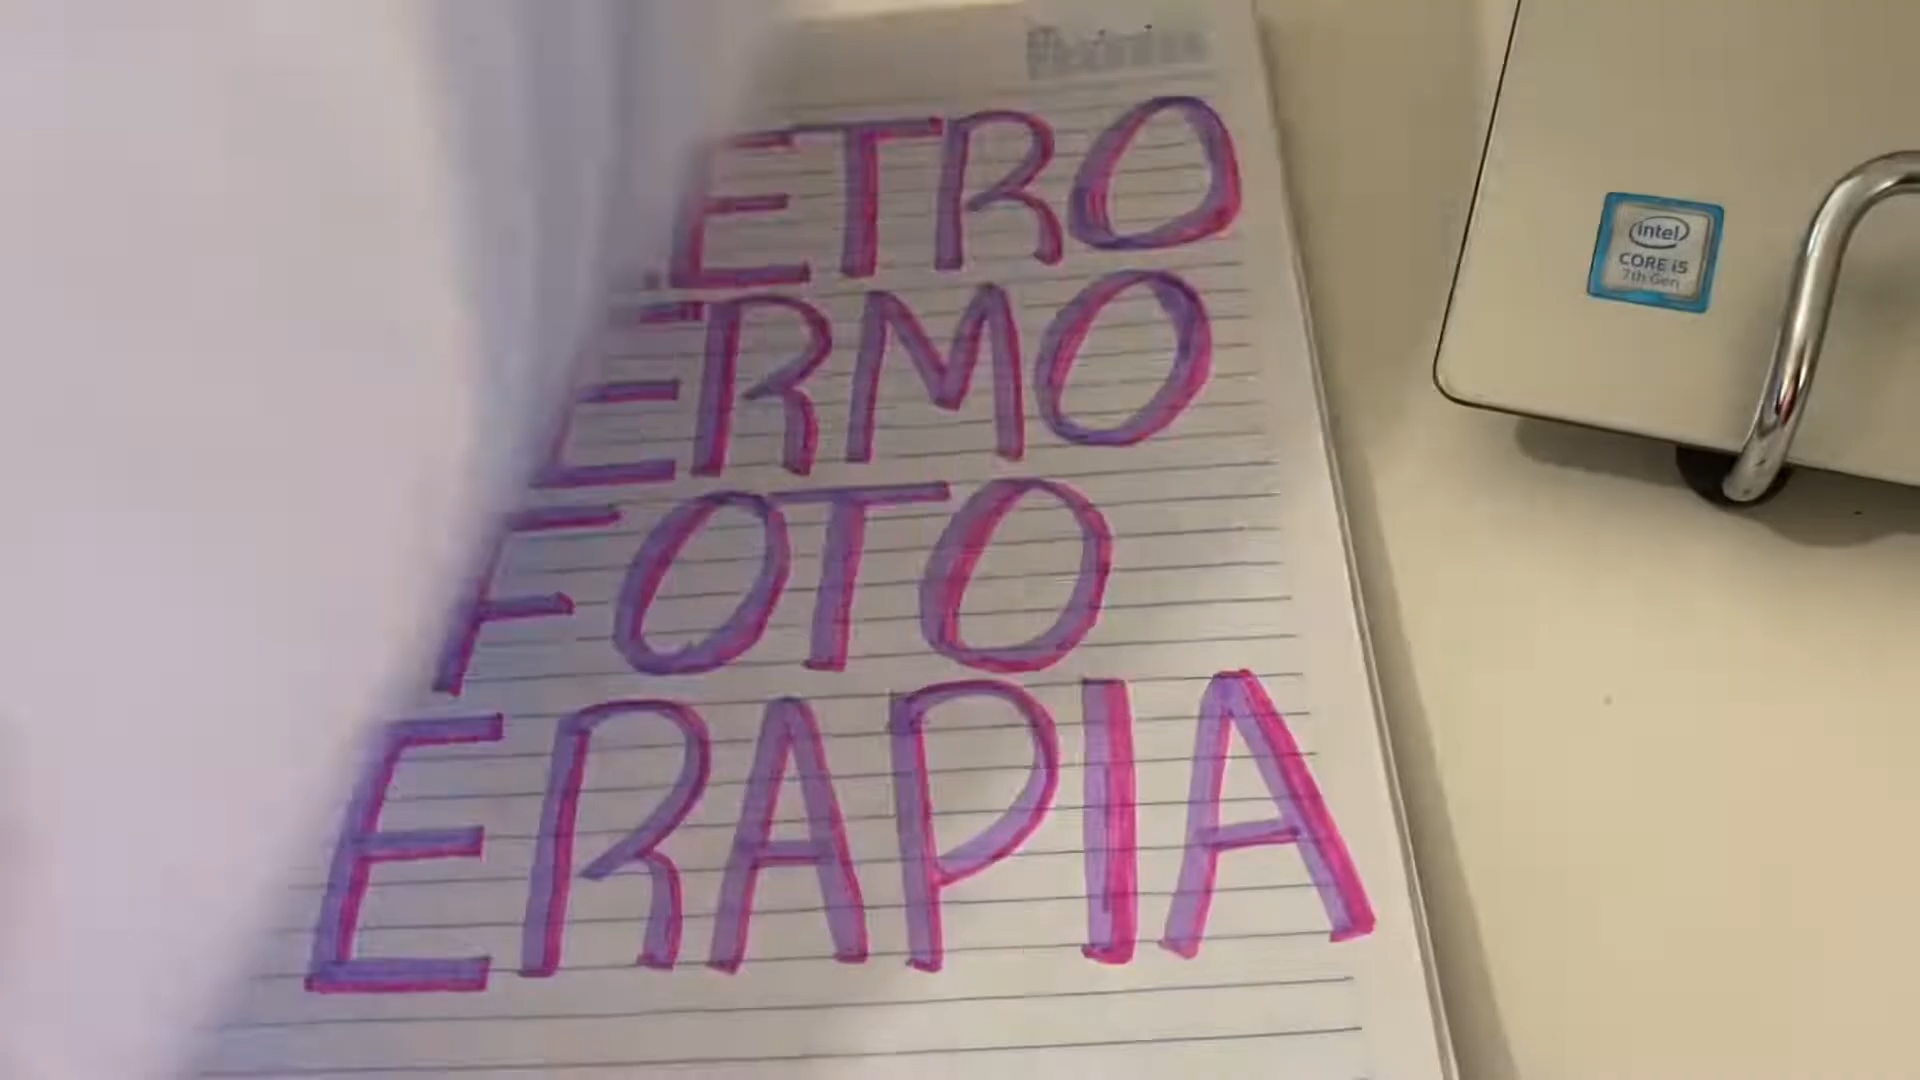 ETRO
ERMO
FOTO
ERAPIA
intel
CORE i5
7th Gen